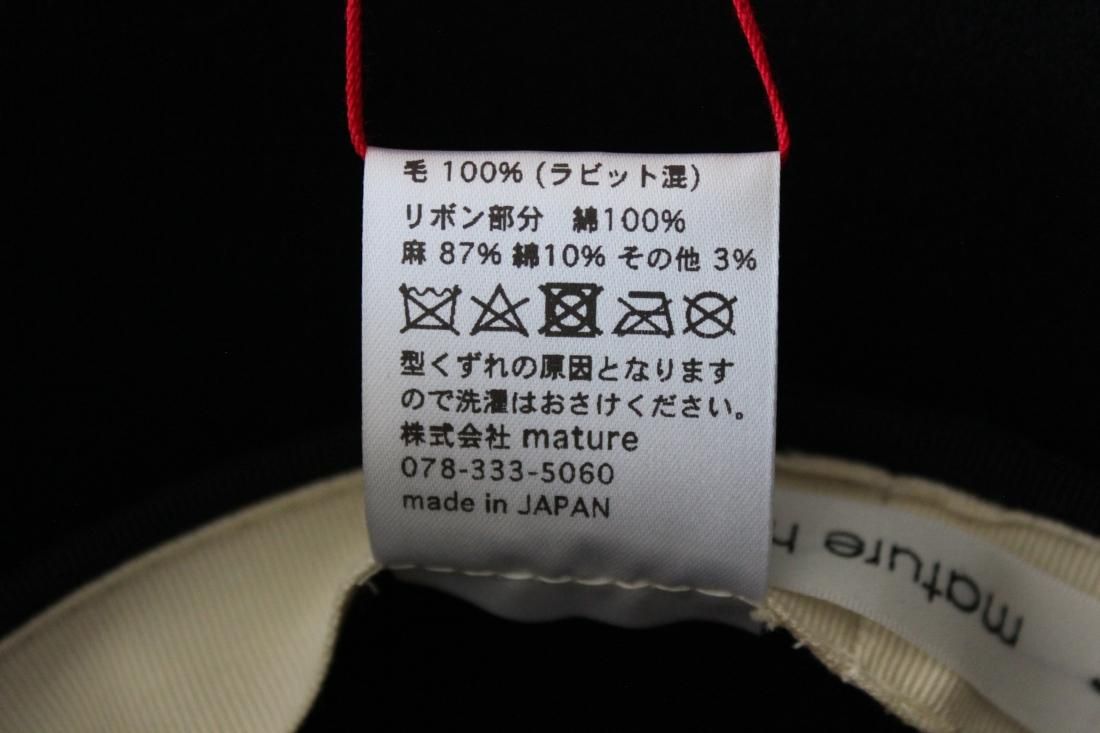 毛 100% (ラビット混)
リボン部分　綿100%
麻 87% 綿10% その他 3%
型くずれの原因となります
ので洗濯はおさけください。
株式会社 mature
078-333-5060
made in JAPAN
mature h